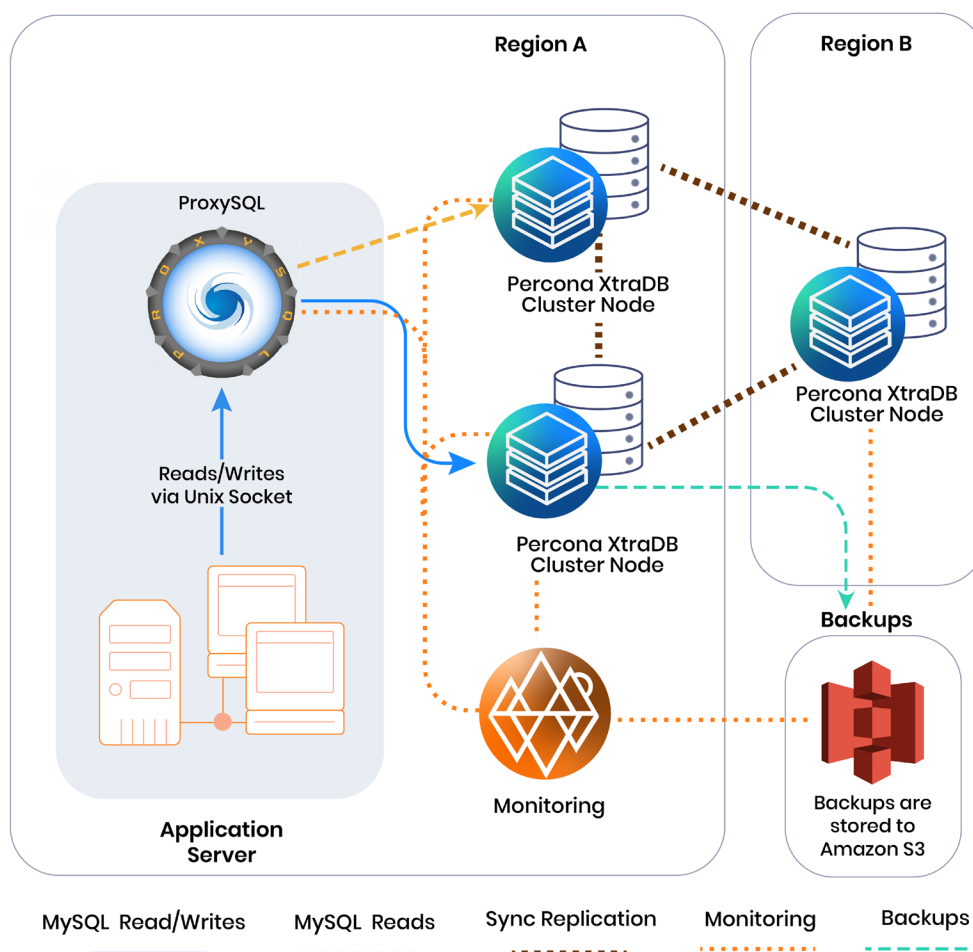 Region A
Region B
ProxySQL
PROXYSQL
Percona XtraDB
Cluster Node
Percona XtraDB
Cluster Node
Reads/Writes
via Unix Socket
Percona XtraDB
Cluster Node
Backups
Monitoring
Backups are
stored to
Amazon S3
Application
Server
MySQL Read/Writes
MySQL Reads
Sync Replication
Monitoring
Backups